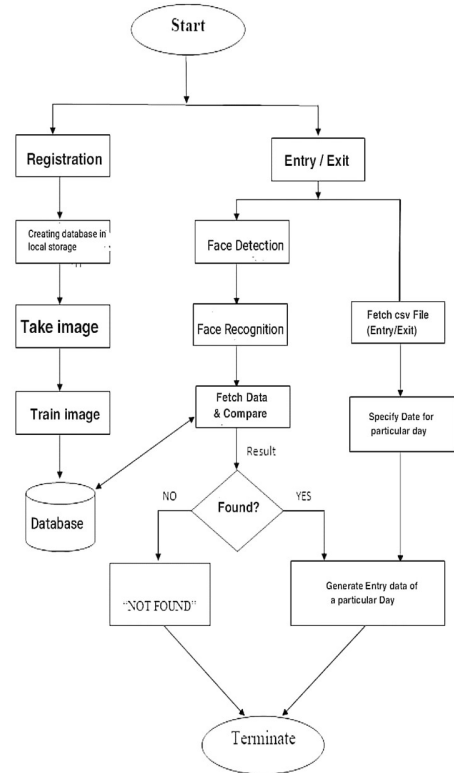 Start
Registration
Entry / Exit
Creating database in
local storage
Face Detection
Take image
Face Recognition
Fetch csv File
(Entry/Exit)
Train image
Fetch Data
& Compare
Specify Date for
particular day
Result
NO
YES
Found?
Database
"NOT FOUND"
Generate Entry data of
a particular Day
Terminate